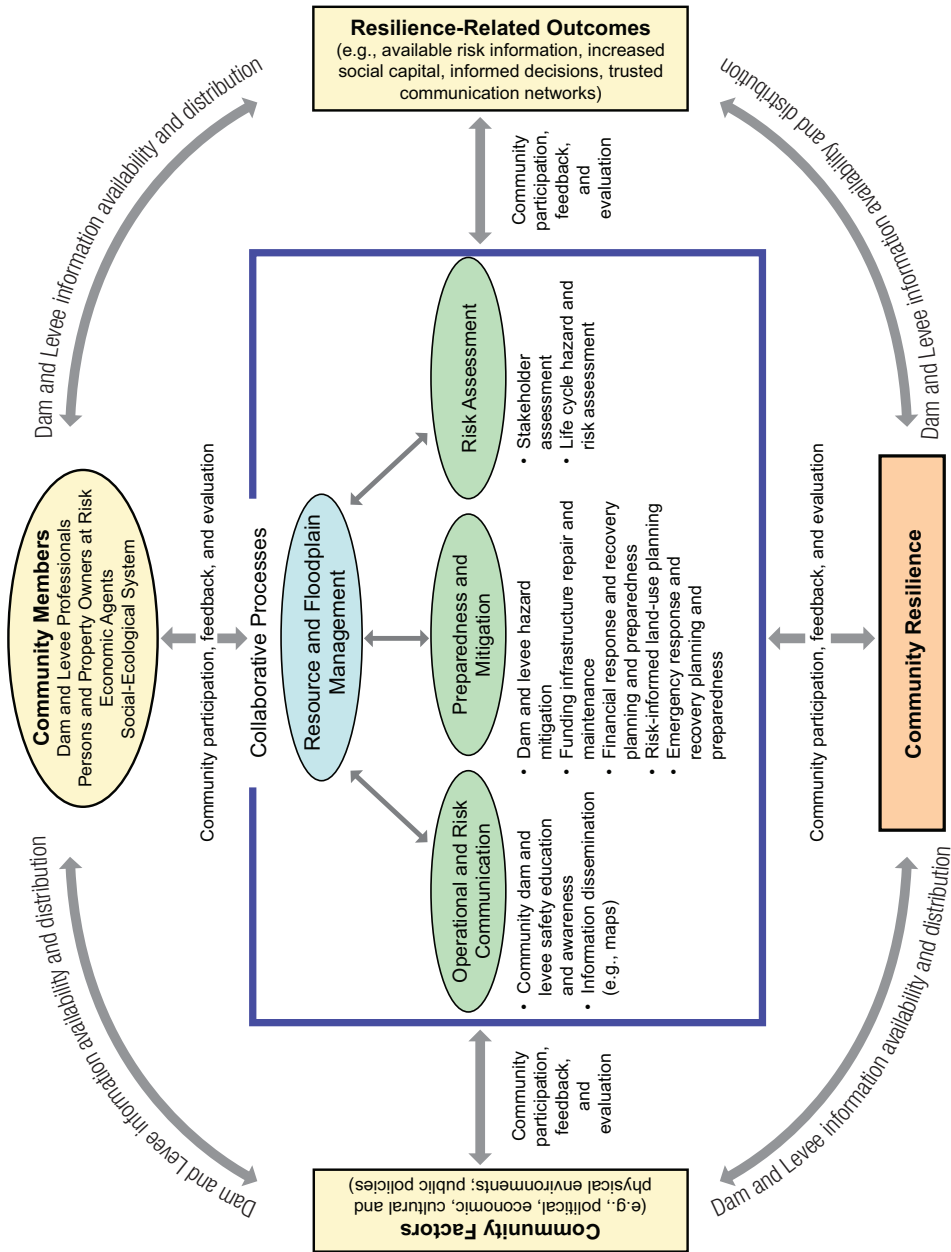 Community Members
Dam and Levee Professionals
Persons and Property Owners at Risk
Economic Agents
Social-Ecological System
Dam and Levee information availability and distribution
Dam and Levee information availability and distribution
Community participation, feedback, and evaluation
Community Factors
(e.g., political, economic, cultural and
physical environments; public policies)
Community
participation,
feedback,
and
evaluation
Collaborative Processes
Resource and Floodplain
Management
Operational and Risk
Communication
• Community dam and
levee safety education
and awareness
• Information dissemination
(e.g., maps)
Preparedness and
Mitigation
• Dam and levee hazard
mitigation
• Funding infrastructure repair and
maintenance
• Financial response and recovery
planning and preparedness
• Risk-informed land-use planning
• Emergency response and
recovery planning and
preparedness
Risk Assessment
• Stakeholder
assessment
• Life cycle hazard and
risk assessment
Community
participation,
feedback,
and
evaluation
Resilience-Related Outcomes
(e.g., available risk information, increased
social capital, informed decisions, trusted
communication networks)
Community participation, feedback, and evaluation
Dam and Levee information availability and distribution
Dam and Levee information availability and distribution
Community Resilience